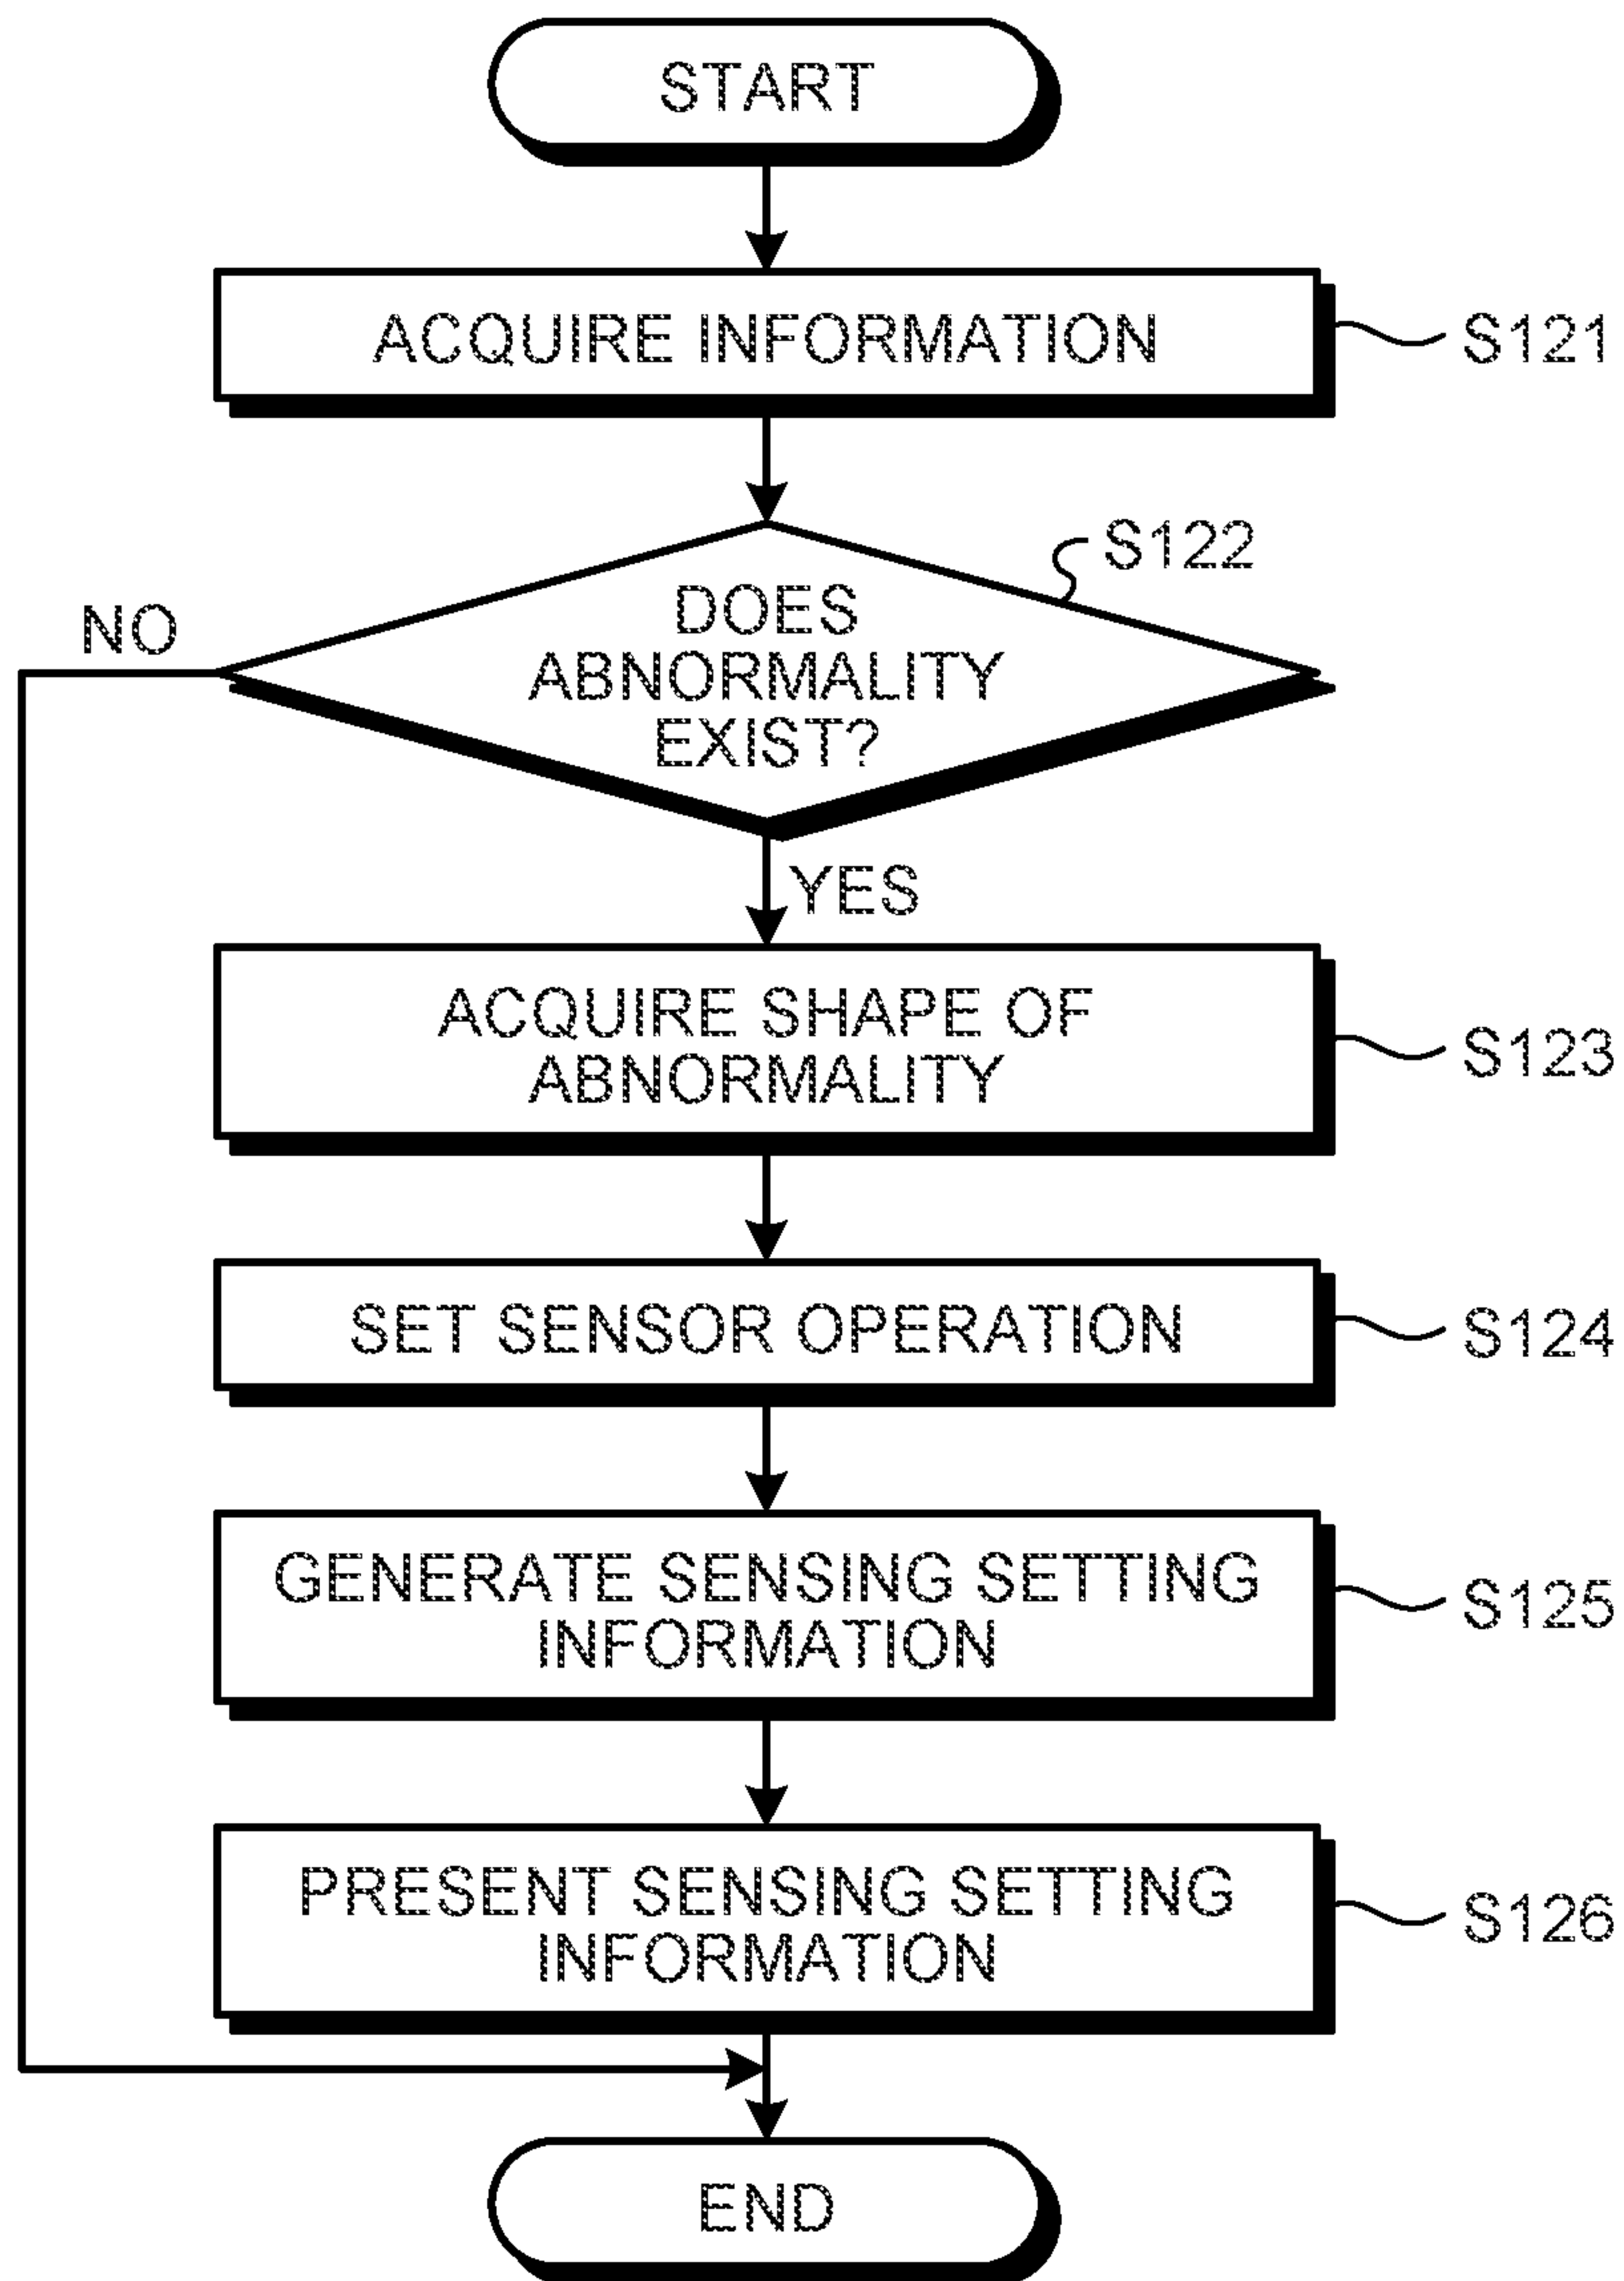 START
ACQUIRE INFORMATION
S121
S122
DOES
ABNORMALITY
EXIST?
NO
YES
ACQUIRE SHAPE OF
ABNORMALITY
S123
SET SENSOR OPERATION
S124
GENERATE SENSING SETTING
INFORMATION
S125
PRESENT SENSING SETTING
INFORMATION
S126
END